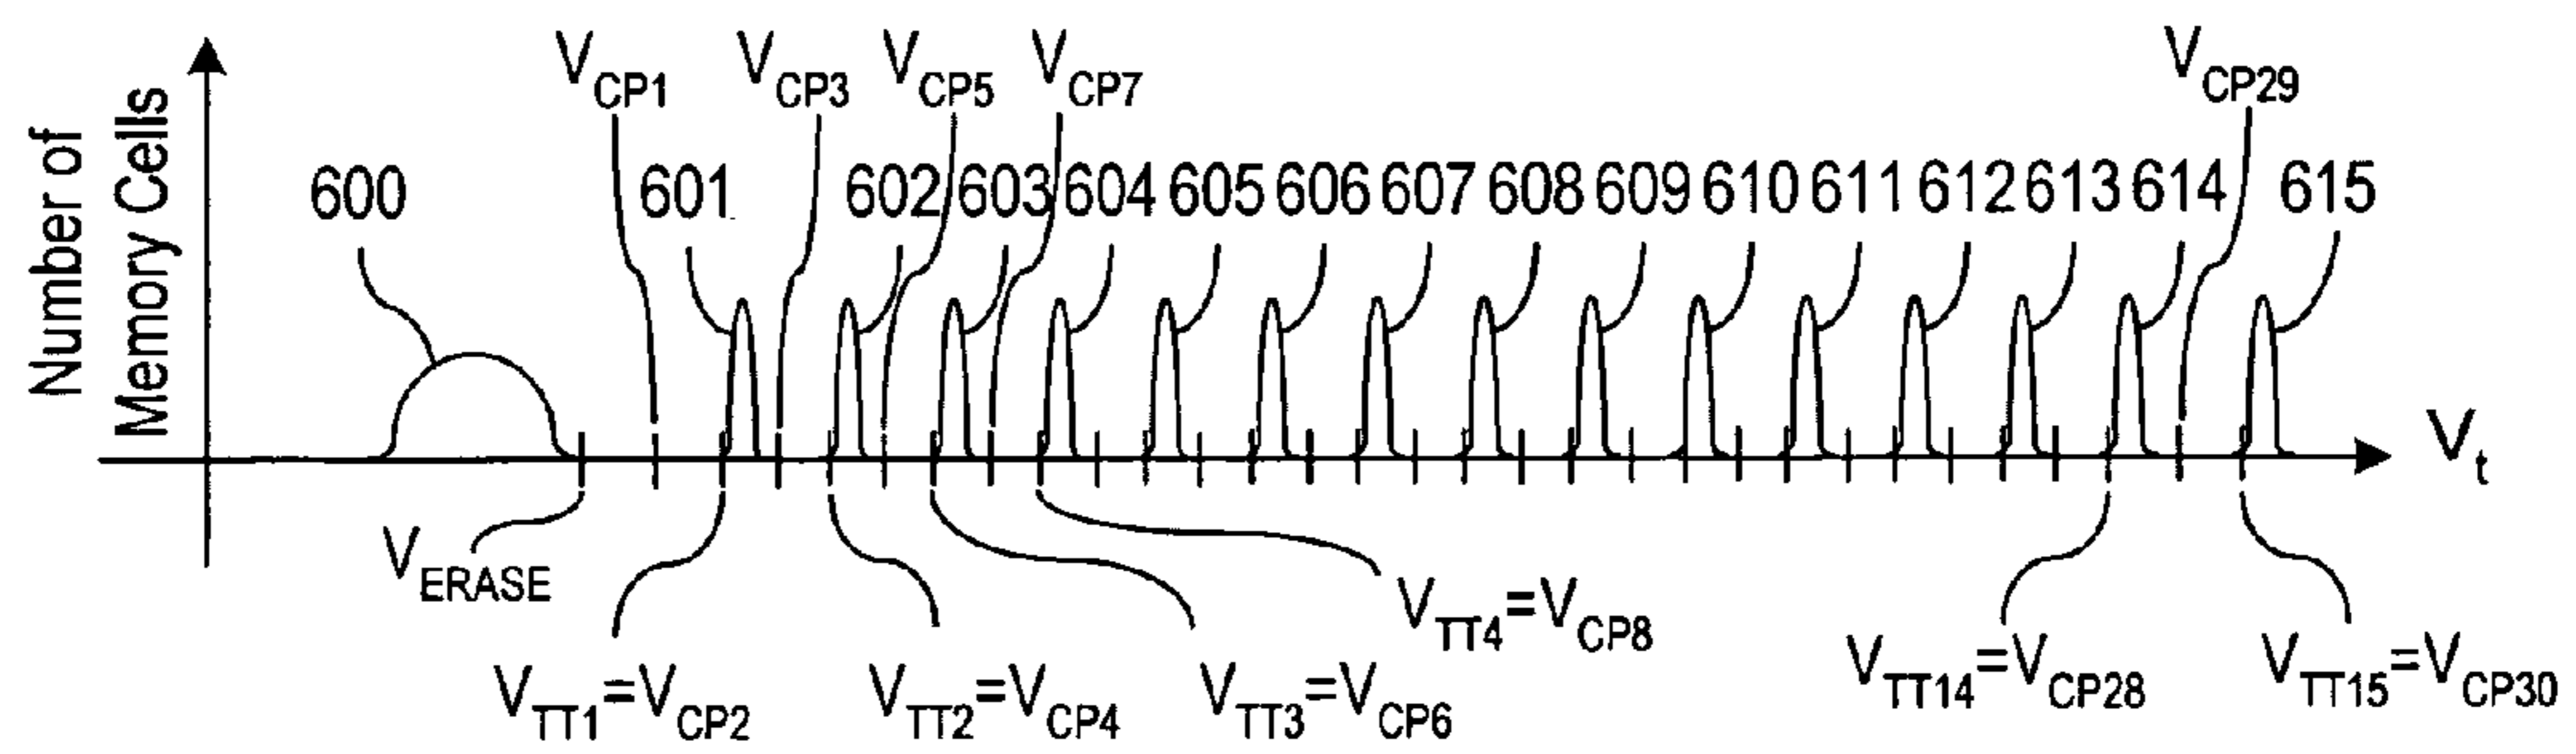 Number of
Memory Cells
V_CP1 V_CP3 V_CP5 V_CP7 V_CP29
600 601 602 603 604 605 606 607 608 609 610 611 612 613 614 615
V_t
V_ERASE
V_TT4=V_CP8
V_TT1=V_CP2 V_TT2=V_CP4 V_TT3=V_CP6 V_TT14=V_CP28 V_TT15=V_CP30